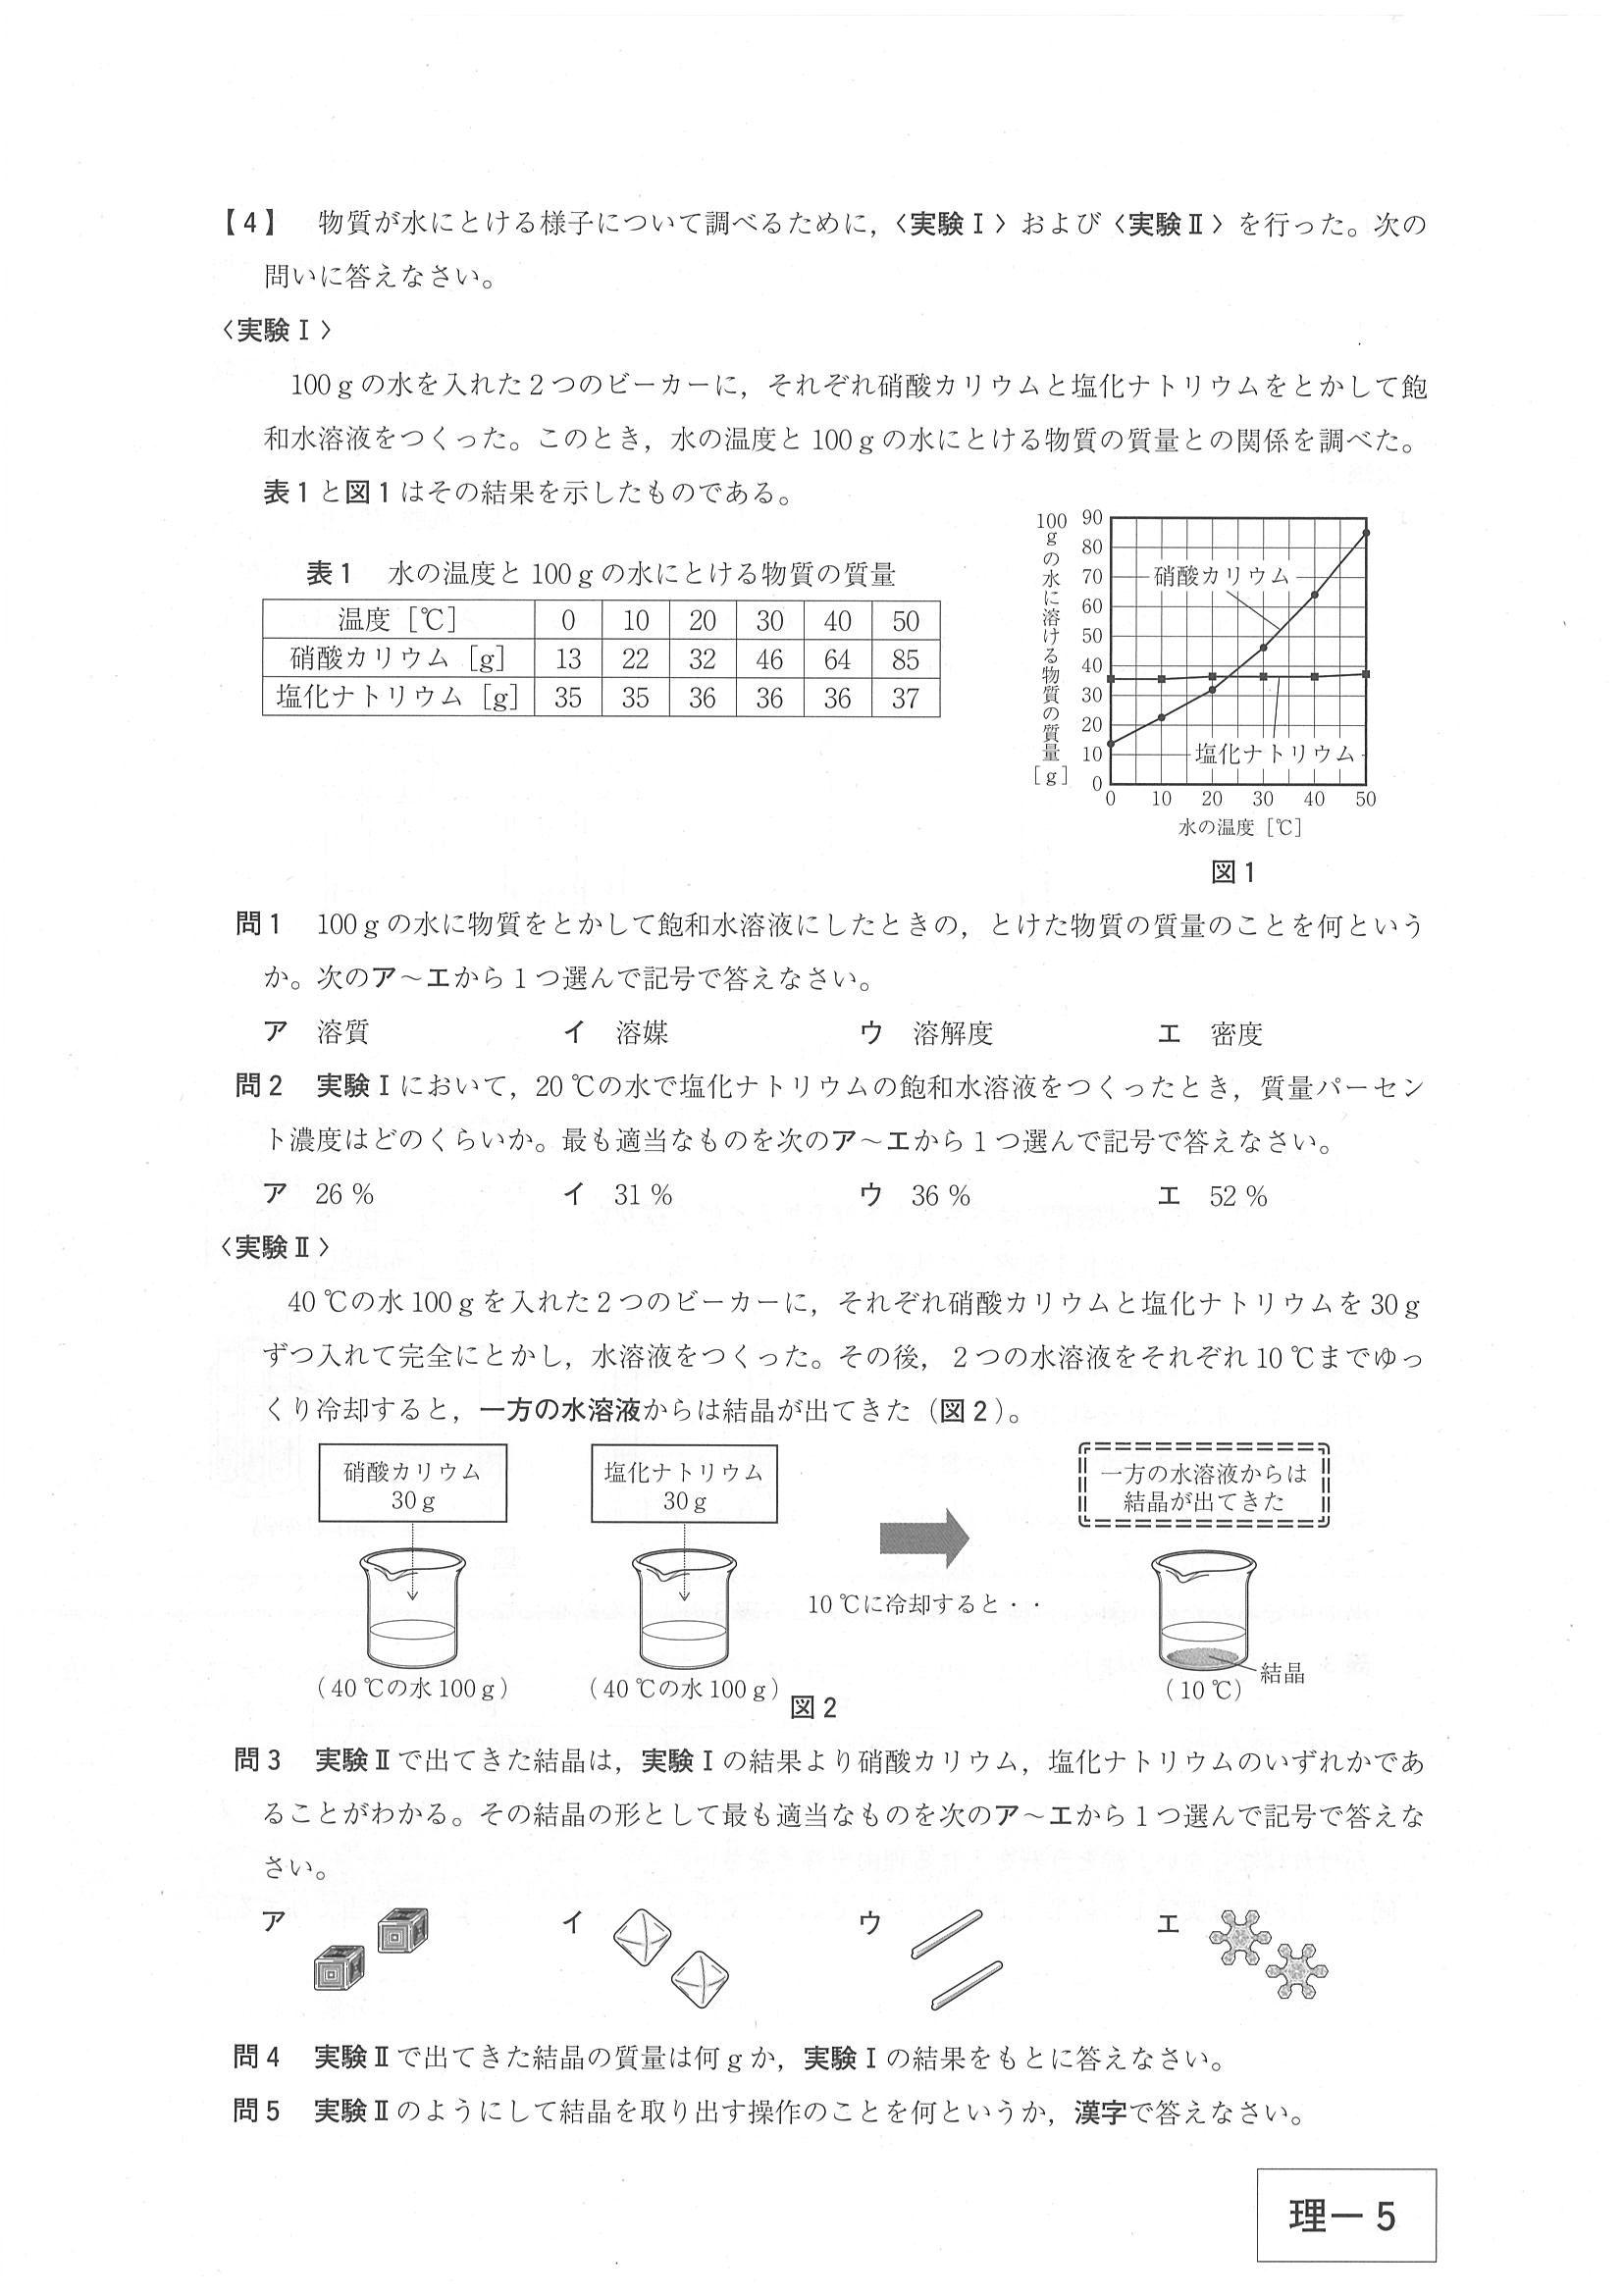 【4】 物質が水にとける様子について調べるために，〈実験Ⅰ〉および〈実験Ⅱ〉を行った。次の
問いに答えなさい。
〈実験Ⅰ〉
100 g の水を入れた2つのビーカーに，それぞれ硝酸カリウムと塩化ナトリウムをとかして飽
和水溶液をつくった。このとき，水の温度と 100 g の水にとける物質の質量との関係を調べた。
表1と図1はその結果を示したものである。
表1 水の温度と 100 g の水にとける物質の質量
温度［℃］ 0 10 20 30 40 50
硝酸カリウム［g］ 13 22 32 46 64 85
塩化ナトリウム［g］ 35 35 36 36 36 37
100gの水に溶ける物質の質量［g］
90
80
70
60
50
40
30
20
10
0
硝酸カリウム
塩化ナトリウム
0 10 20 30 40 50
水の温度［℃］
図1
問1 100 g の水に物質をとかして飽和水溶液にしたときの，とけた物質の質量のことを何という
か。次のア～エから1つ選んで記号で答えなさい。
ア 溶質 イ 溶媒 ウ 溶解度 エ 密度
問2 実験Ⅰにおいて，20 ℃の水で塩化ナトリウムの飽和水溶液をつくったとき，質量パーセン
ト濃度はどのくらいか。最も適当なものを次のア～エから1つ選んで記号で答えなさい。
ア 26 % イ 31 % ウ 36 % エ 52 %
〈実験Ⅱ〉
40 ℃の水 100 g を入れた2つのビーカーに，それぞれ硝酸カリウムと塩化ナトリウムを 30 g
ずつ入れて完全にとかし，水溶液をつくった。その後，2つの水溶液をそれぞれ 10 ℃までゆっ
くり冷却すると，一方の水溶液からは結晶が出てきた（図2）。
硝酸カリウム
30 g
塩化ナトリウム
30 g
一方の水溶液からは
結晶が出てきた
10 ℃に冷却すると・・
結晶
（40 ℃の水 100 g）
（40 ℃の水 100 g）
（10 ℃）
図2
問3 実験Ⅱで出てきた結晶は，実験Ⅰの結果より硝酸カリウム，塩化ナトリウムのいずれかであ
ることがわかる。その結晶の形として最も適当なものを次のア～エから1つ選んで記号で答えな
さい。
ア イ ウ エ
問4 実験Ⅱで出てきた結晶の質量は何 g か，実験Ⅰの結果をもとに答えなさい。
問5 実験Ⅱのようにして結晶を取り出す操作のことを何というか，漢字で答えなさい。
理－5